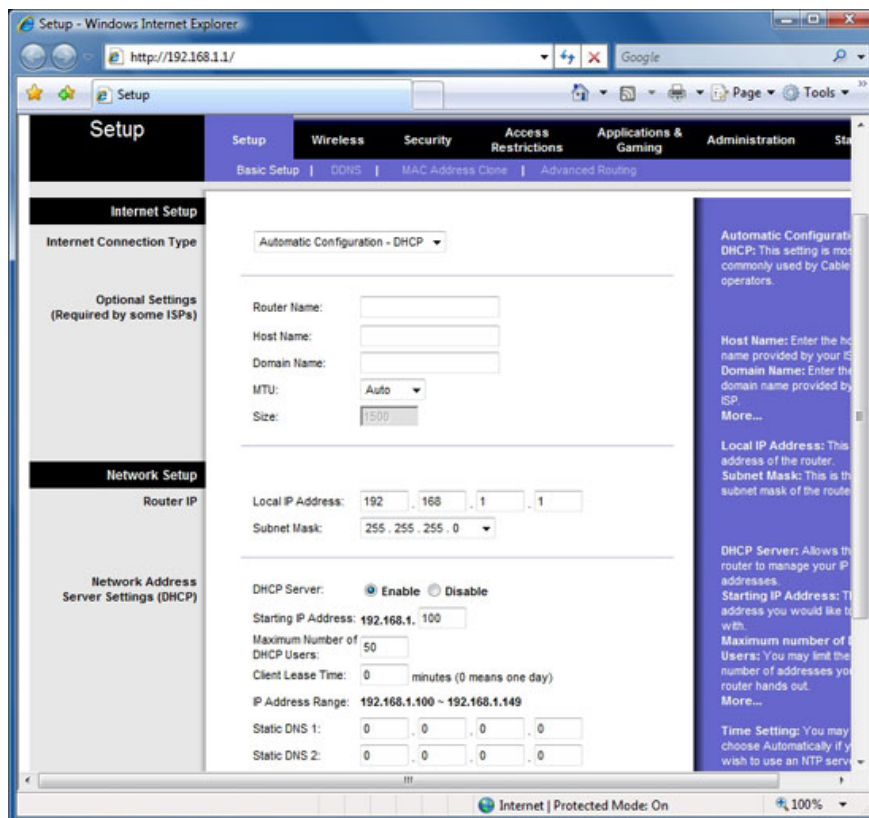 Setup - Windows Internet Explorer
http://192.168.1.1/
Google
Setup
Page
Tools
Setup
Setup
Wireless
Security
Access Restrictions
Applications & Gaming
Administration
Sta
Basic Setup | DDNS | MAC Address Clone | Advanced Routing
Internet Setup
Internet Connection Type
Automatic Configuration - DHCP
Optional Settings
(Required by some ISPs)
Router Name:
Host Name:
Domain Name:
MTU: Auto
Size: 1500
Network Setup
Router IP
Local IP Address: 192 . 168 . 1 . 1
Subnet Mask: 255 . 255 . 255 . 0
Network Address
Server Settings (DHCP)
DHCP Server: Enable Disable
Starting IP Address: 192.168.1. 100
Maximum Number of
DHCP Users: 50
Client Lease Time: 0 minutes (0 means one day)
IP Address Range: 192.168.1.100 ~ 192.168.1.149
Static DNS 1: 0 . 0 . 0 . 0
Static DNS 2: 0 . 0 . 0 . 0
Automatic Configurati
DHCP: This setting is mos
commonly used by Cable
operators.
Host Name: Enter the ho
name provided by your IS
Domain Name: Enter the
domain name provided by
ISP.
More...
Local IP Address: This
address of the router.
Subnet Mask: This is th
subnet mask of the route
DHCP Server: Allows th
router to manage your IP
addresses.
Starting IP Address: T
address you would like to
with.
Maximum number of
Users: You may limit the
number of addresses yo
router hands out.
More...
Time Setting: You may
choose Automatically if y
wish to use an NTP serv
Internet | Protected Mode: On
100%